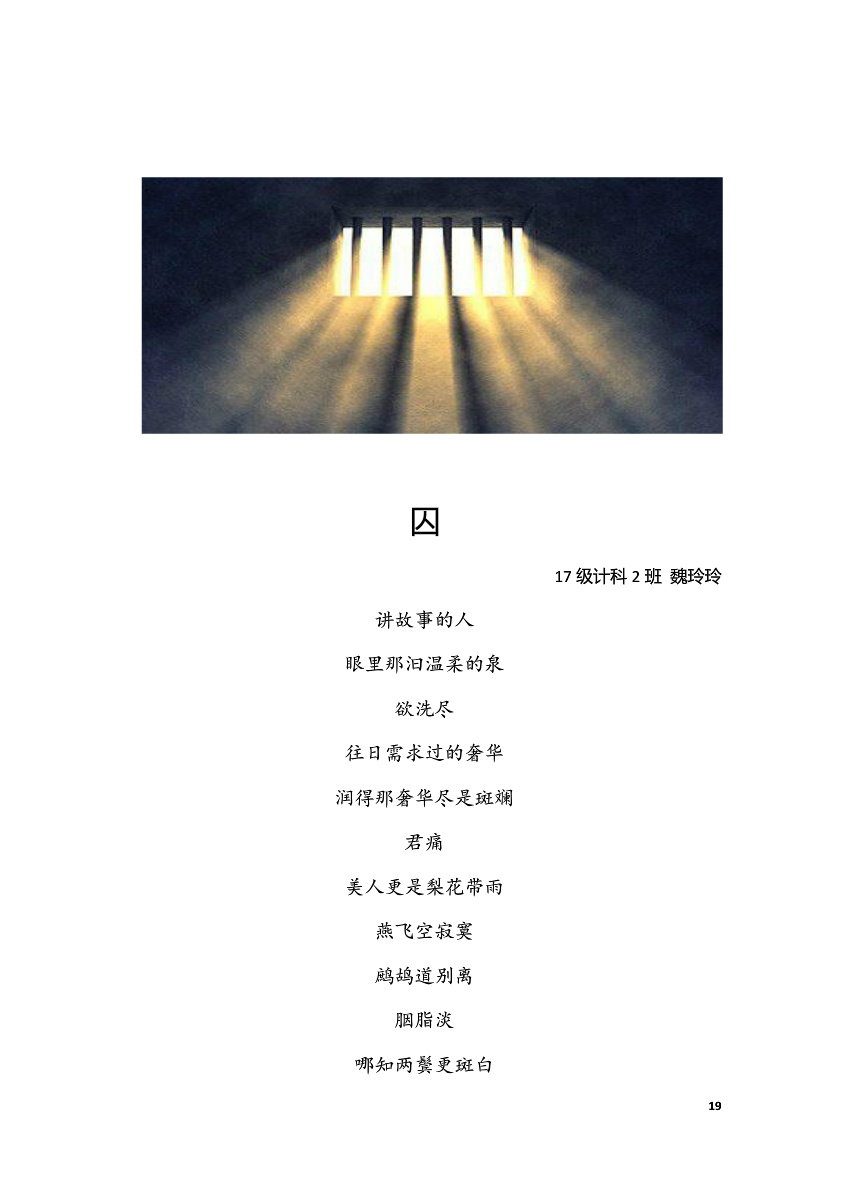 囚
17 级计科 2 班 魏玲玲
讲故事的人
眼里那汩温柔的泉
欲洗尽
往日需求过的奢华
润得那奢华尽是斑斓
君痛
美人更是梨花带雨
燕飞空寂寞
鹧鸪道别离
胭脂淡
哪知两鬓更斑白
19